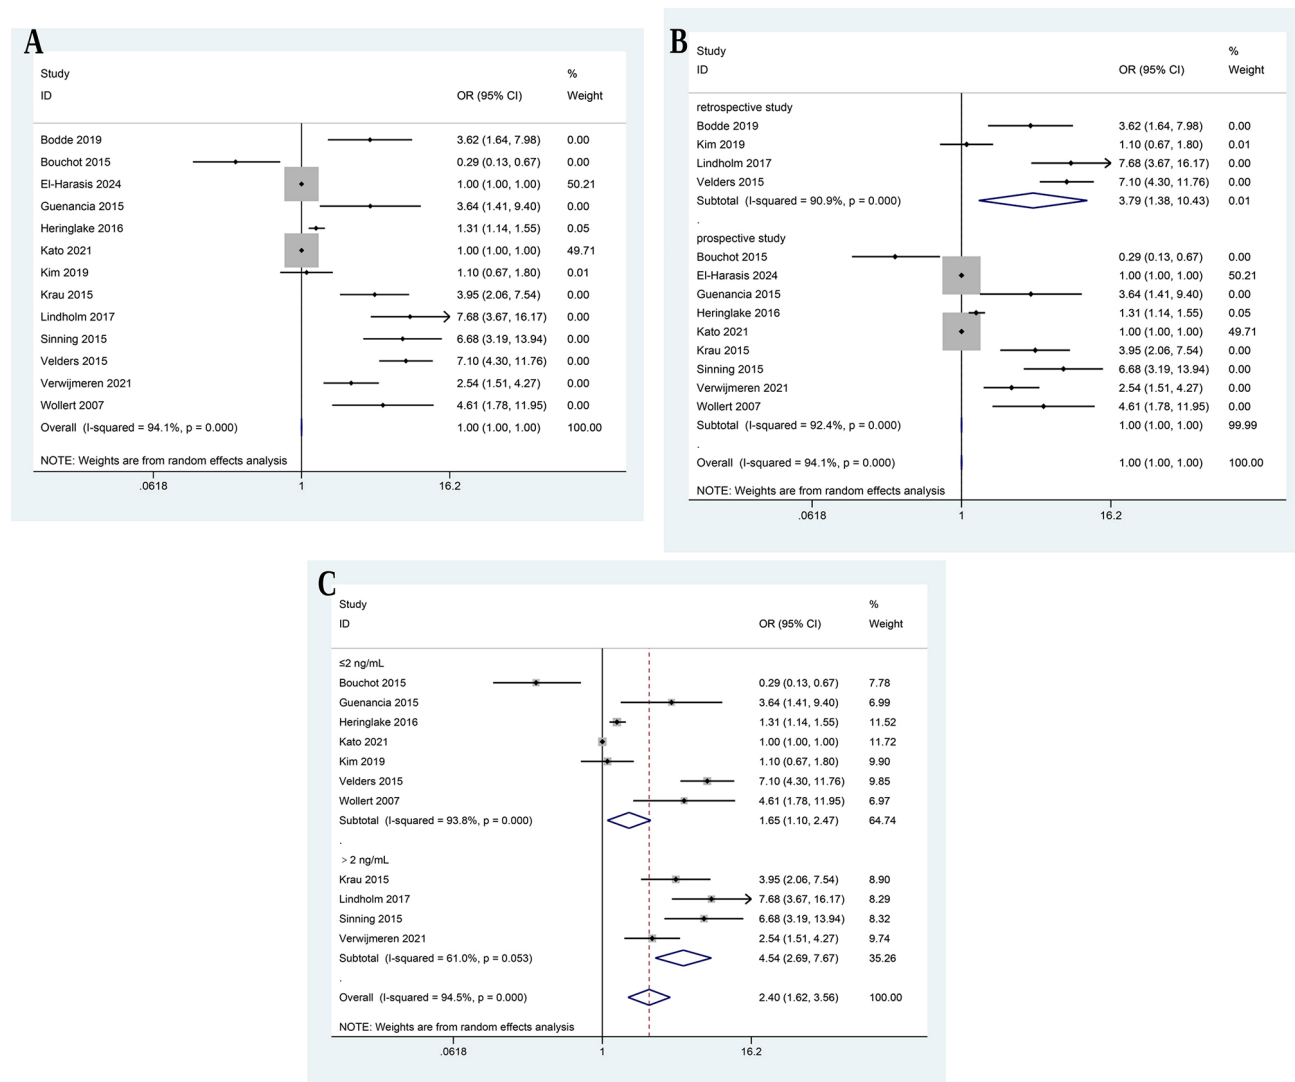 A
Study %
ID OR (95% CI) Weight
Bodde 2019 3.62 (1.64, 7.98) 0.00
Bouchot 2015 0.29 (0.13, 0.67) 0.00
El-Harasis 2024 1.00 (1.00, 1.00) 50.21
Guenancia 2015 3.64 (1.41, 9.40) 0.00
Heringlake 2016 1.31 (1.14, 1.55) 0.05
Kato 2021 1.00 (1.00, 1.00) 49.71
Kim 2019 1.10 (0.67, 1.80) 0.01
Krau 2015 3.95 (2.06, 7.54) 0.00
Lindholm 2017 7.68 (3.67, 16.17) 0.00
Sinning 2015 6.68 (3.19, 13.94) 0.00
Velders 2015 7.10 (4.30, 11.76) 0.00
Verwijmeren 2021 2.54 (1.51, 4.27) 0.00
Wollert 2007 4.61 (1.78, 11.95) 0.00
Overall (I-squared = 94.1%, p = 0.000) 1.00 (1.00, 1.00) 100.00
NOTE: Weights are from random effects analysis
.0618 1 16.2
B
Study %
ID OR (95% CI) Weight
retrospective study
Bodde 2019 3.62 (1.64, 7.98) 0.00
Kim 2019 1.10 (0.67, 1.80) 0.01
Lindholm 2017 7.68 (3.67, 16.17) 0.00
Velders 2015 7.10 (4.30, 11.76) 0.00
Subtotal (I-squared = 90.9%, p = 0.000) 3.79 (1.38, 10.43) 0.01
.
prospective study
Bouchot 2015 0.29 (0.13, 0.67) 0.00
El-Harasis 2024 1.00 (1.00, 1.00) 50.21
Guenancia 2015 3.64 (1.41, 9.40) 0.00
Heringlake 2016 1.31 (1.14, 1.55) 0.05
Kato 2021 1.00 (1.00, 1.00) 49.71
Krau 2015 3.95 (2.06, 7.54) 0.00
Sinning 2015 6.68 (3.19, 13.94) 0.00
Verwijmeren 2021 2.54 (1.51, 4.27) 0.00
Wollert 2007 4.61 (1.78, 11.95) 0.00
Subtotal (I-squared = 92.4%, p = 0.000) 1.00 (1.00, 1.00) 99.99
.
Overall (I-squared = 94.1%, p = 0.000) 1.00 (1.00, 1.00) 100.00
NOTE: Weights are from random effects analysis
.0618 1 16.2
C
Study %
ID OR (95% CI) Weight
≤2 ng/mL
Bouchot 2015 0.29 (0.13, 0.67) 7.78
Guenancia 2015 3.64 (1.41, 9.40) 6.99
Heringlake 2016 1.31 (1.14, 1.55) 11.52
Kato 2021 1.00 (1.00, 1.00) 11.72
Kim 2019 1.10 (0.67, 1.80) 9.90
Velders 2015 7.10 (4.30, 11.76) 9.85
Wollert 2007 4.61 (1.78, 11.95) 6.97
Subtotal (I-squared = 93.8%, p = 0.000) 1.65 (1.10, 2.47) 64.74
.
> 2 ng/mL
Krau 2015 3.95 (2.06, 7.54) 8.90
Lindholm 2017 7.68 (3.67, 16.17) 8.29
Sinning 2015 6.68 (3.19, 13.94) 8.32
Verwijmeren 2021 2.54 (1.51, 4.27) 9.74
Subtotal (I-squared = 61.0%, p = 0.053) 4.54 (2.69, 7.67) 35.26
.
Overall (I-squared = 94.5%, p = 0.000) 2.40 (1.62, 3.56) 100.00
NOTE: Weights are from random effects analysis
.0618 1 16.2